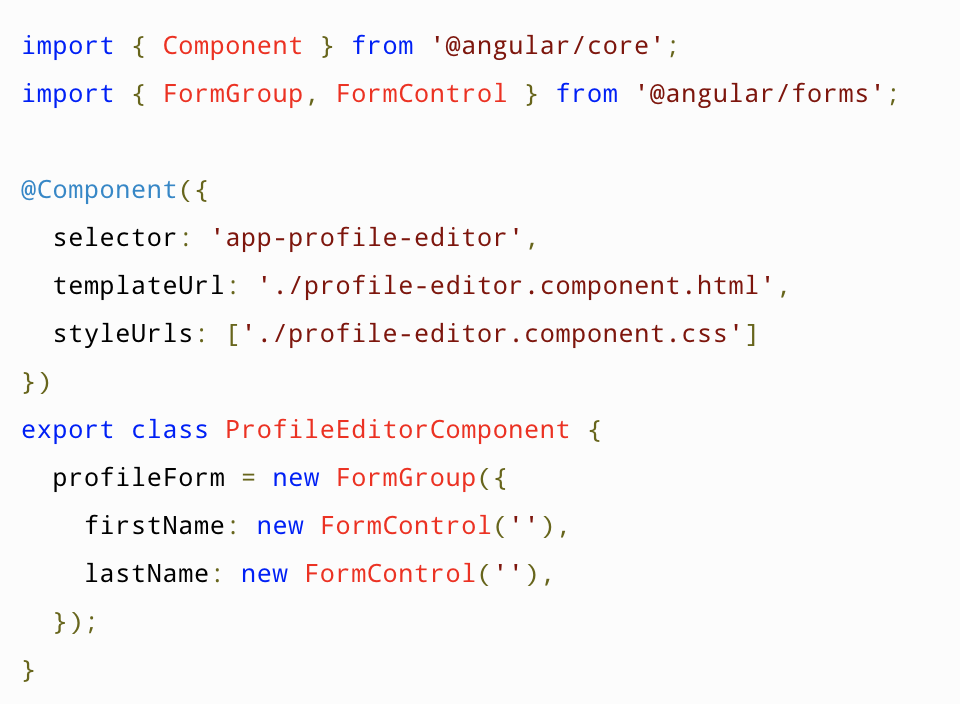 import { Component } from '@angular/core';
import { FormGroup, FormControl } from '@angular/forms';

@Component({
  selector: 'app-profile-editor',
  templateUrl: './profile-editor.component.html',
  styleUrls: ['./profile-editor.component.css']
})
export class ProfileEditorComponent {
  profileForm = new FormGroup({
    firstName: new FormControl(''),
    lastName: new FormControl(''),
  });
}